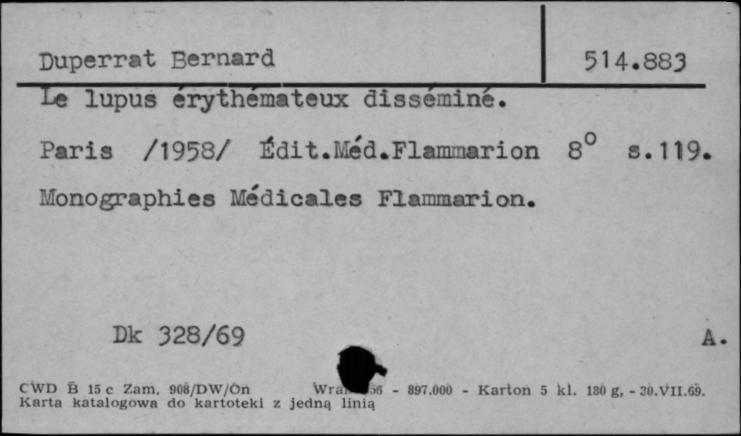 Duperrat Bernard 514.883
Le lupus érythémateux disséminé.
Paris /1958/ Édit.Méd.Flammarion 8° s.119.
Monographies Médicales Flammarion.
Dk 328/69 A.
CWD B 15 c Zam. 908/DW/On 56 - 897.000 - Karton 5 kl. 180 g, - 30.VII.69.
Karta katalogowa do kartoteki z jedną linią